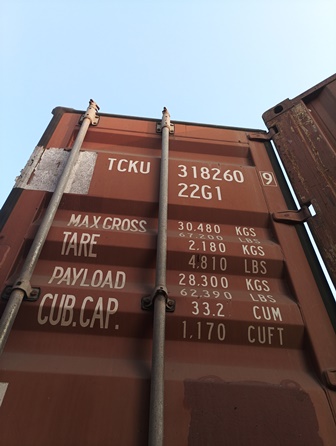 TCKU 318260 9
22G1
MAX.GROSS 30.480 KGS
67.200 LBS
TARE 2.180 KGS
4.810 LBS
PAYLOAD 28.300 KGS
62.390 LBS
CUB.CAP. 33.2 CUM
1,170 CUFT